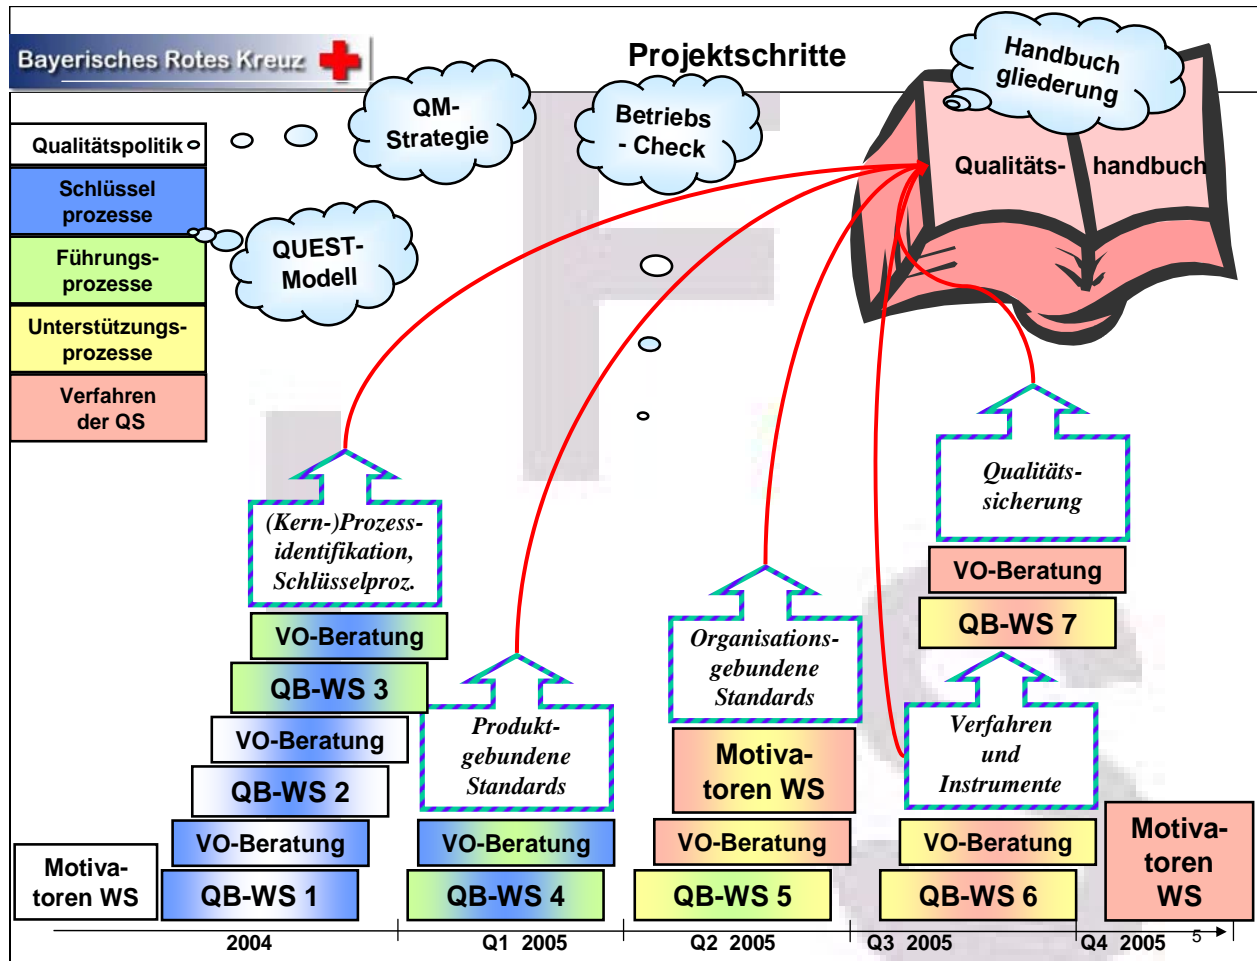 Bayerisches Rotes Kreuz
Projektschritte
Handbuch
gliederung
QM-
Strategie
Betriebs
- Check
Qualitätspolitik
Schlüssel
prozesse
Führungs-
prozesse
Unterstützungs-
prozesse
Verfahren
der QS
QUEST-
Modell
Qualitäts-
handbuch
(Kern-)Prozess-
identifikation,
Schlüsselproz.
VO-Beratung
QB-WS 3
VO-Beratung
QB-WS 2
VO-Beratung
QB-WS 1
Motiva-
toren WS
Produkt-
gebundene
Standards
VO-Beratung
QB-WS 4
Organisations-
gebundene
Standards
Motiva-
toren WS
VO-Beratung
QB-WS 5
Qualitäts-
sicherung
VO-Beratung
QB-WS 7
Verfahren
und
Instrumente
VO-Beratung
QB-WS 6
Motiva-
toren
WS
2004
Q1 2005
Q2 2005
Q3 2005
Q4 2005
5